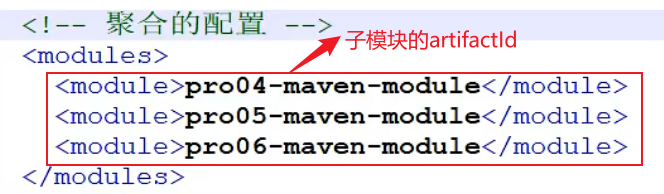 <!-- 聚合的配置 -->
子模块的artifactId
<modules>
<module>pro04-maven-module</module>
<module>pro05-maven-module</module>
<module>pro06-maven-module</module>
</modules>